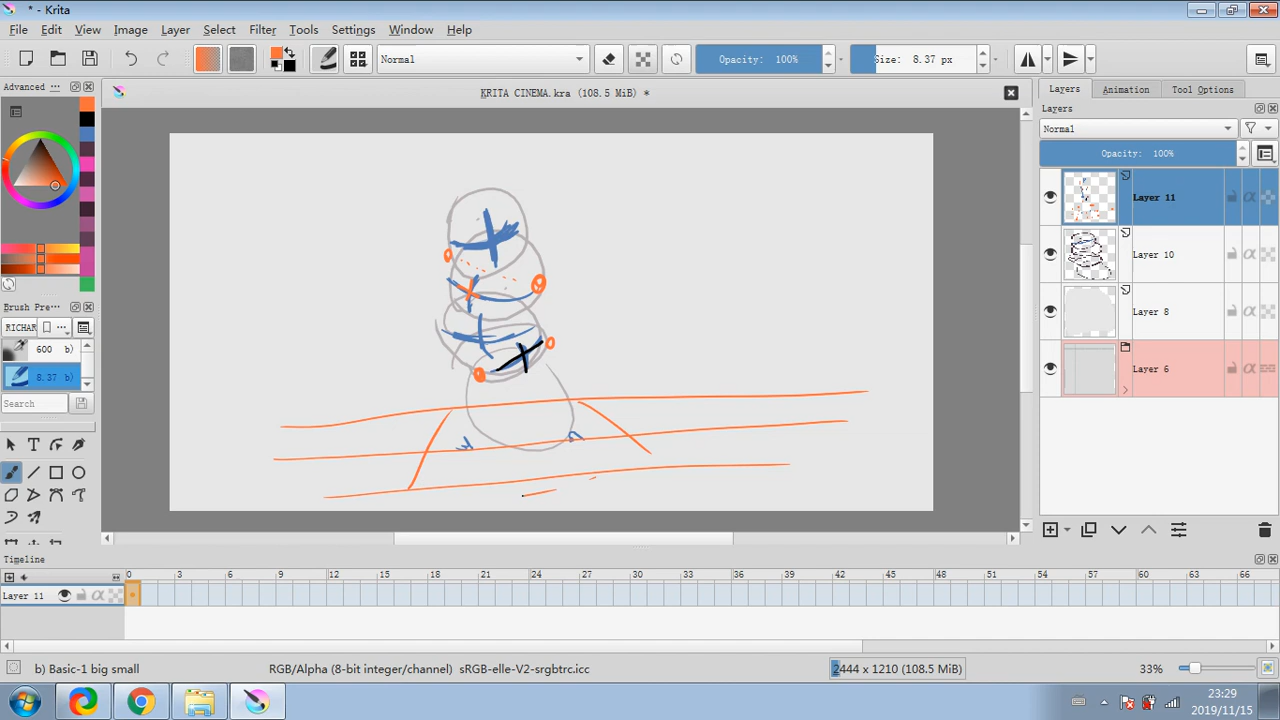 * - Krita
File Edit View Image Layer Select Filter Tools Settings Window Help
Normal Opacity: 100% Size: 8.37 px
KRITA CINEMA.kra (108.5 MiB) *
Advanced ...
Layers Animation Tool Options
Layers
Normal
Opacity: 100%
Layer 11
Layer 10
Layer 8
Layer 6
Brush Pre...
RICHAR ...
600 b)
8.37 b)
Search
Timeline
0 3 6 9 12 15 18 21 24 27 30 33 36 39 42 45 48 51 54 57 60 63 66
Layer 11
b) Basic-1 big small RGB/Alpha (8-bit integer/channel) sRGB-elle-V2-srgbtrc.icc 2444 x 1210 (108.5 MiB) 33%
23:29
2019/11/15